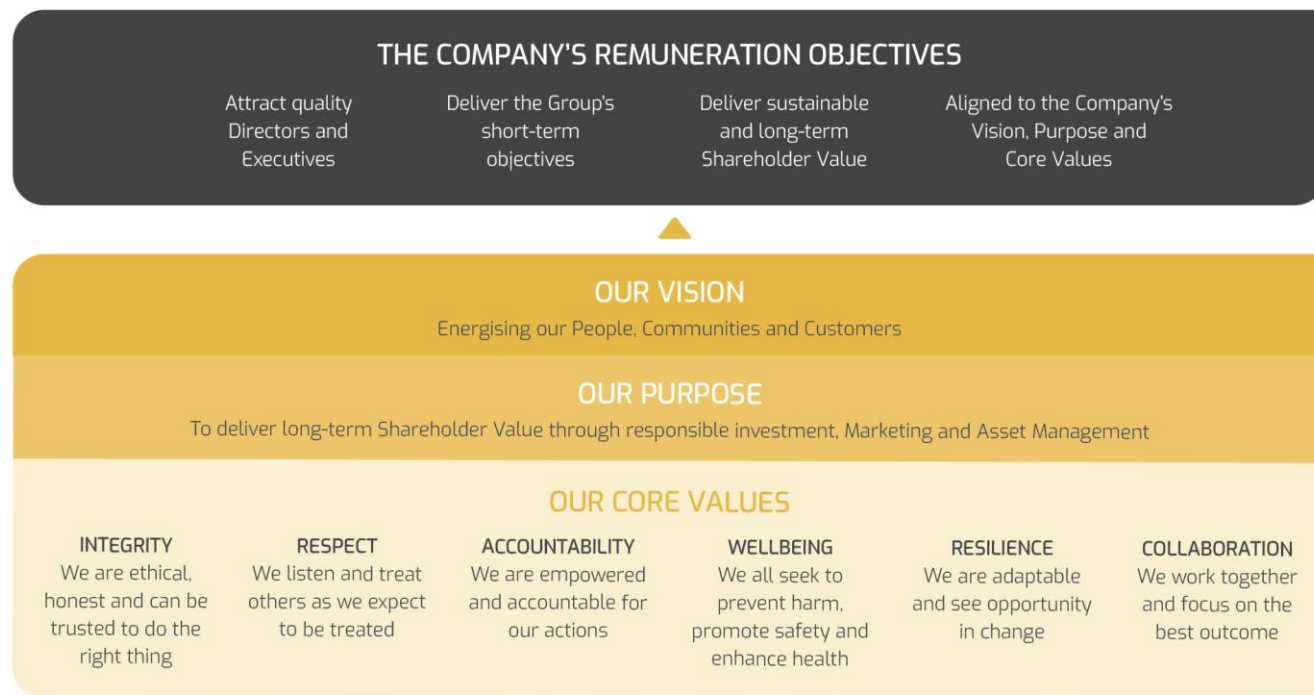 THE COMPANY'S REMUNERATION OBJECTIVES
Attract quality
Directors and
Executives
Deliver the Group's
short-term
objectives
Deliver sustainable
and long-term
Shareholder Value
Aligned to the Company's
Vision, Purpose and
Core Values
OUR VISION
Energising our People, Communities and Customers
OUR PURPOSE
To deliver long-term Shareholder Value through responsible investment, Marketing and Asset Management
OUR CORE VALUES
INTEGRITY
We are ethical,
honest and can be
trusted to do the
right thing
RESPECT
We listen and treat
others as we expect
to be treated
ACCOUNTABILITY
We are empowered
and accountable for
our actions
WELLBEING
We all seek to
prevent harm,
promote safety and
enhance health
RESILIENCE
We are adaptable
and see opportunity
in change
COLLABORATION
We work together
and focus on the
best outcome